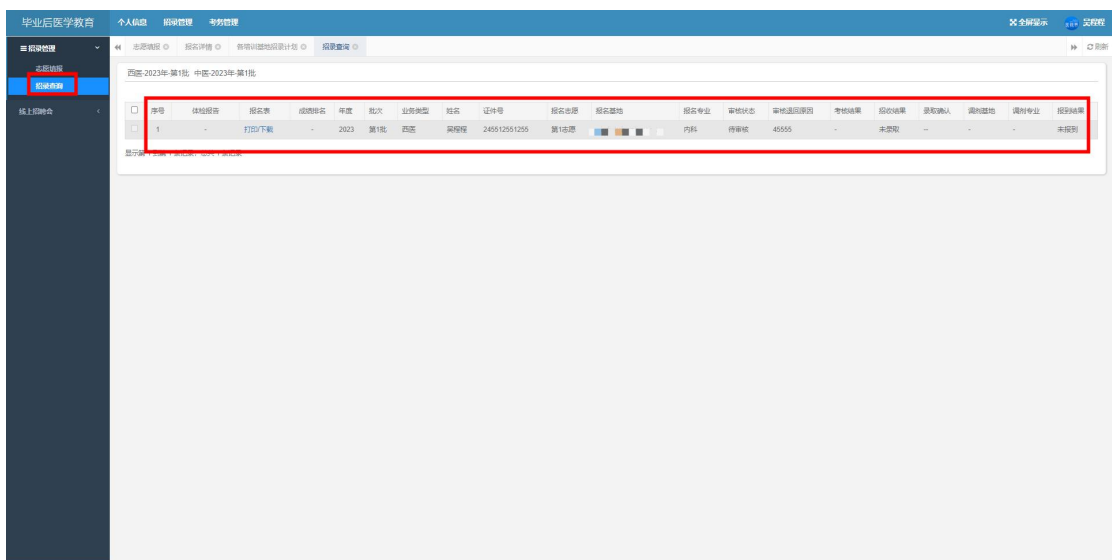 毕业后医学教育 个人信息 招录管理 考务管理 全屏显示 吴程程
招录管理 志愿填报 报名详情 各培训基地招录计划 招录查询 刷新
志愿填报
招录查询
线上招聘会
西医-2023年-第1批 中医-2023年-第1批
序号 体检报告 报名表 成绩排名 年度 批次 业务类型 姓名 证件号 报名志愿 报名基地 报名专业 审核状态 审核退回原因 考核结果 招收结果 录取确认 调剂基地 调剂专业 报到结果
1 - 打印/下载 - 2023 第1批 西医 吴程程 245512551255 第1志愿 内科 待审核 45555 - 未录取 -- - - 未报到